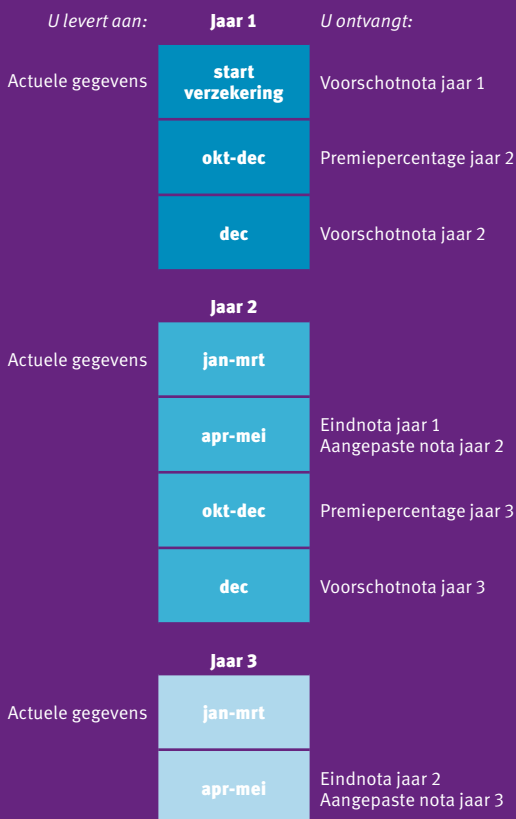 U levert aan: Jaar 1 U ontvangt:
Actuele gegevens start verzekering Voorschotnota jaar 1
okt-dec Premiepercentage jaar 2
dec Voorschotnota jaar 2
Jaar 2
Actuele gegevens jan-mrt
apr-mei Eindnota jaar 1
Aangepaste nota jaar 2
okt-dec Premiepercentage jaar 3
dec Voorschotnota jaar 3
Jaar 3
Actuele gegevens jan-mrt
apr-mei Eindnota jaar 2
Aangepaste nota jaar 3